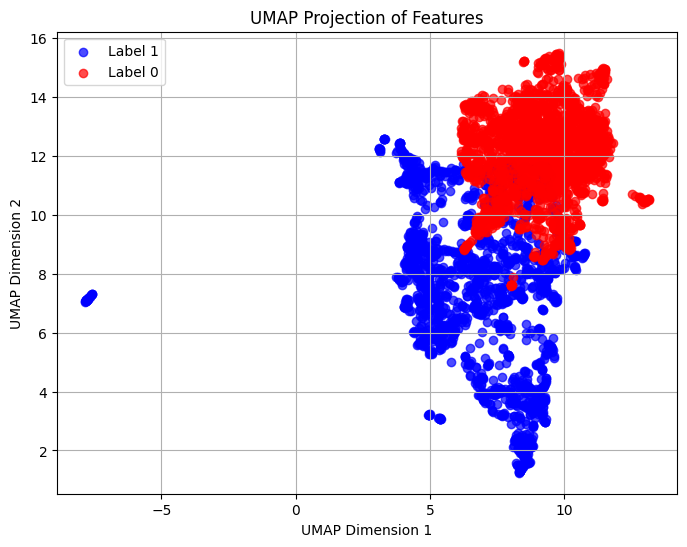 UMAP Projection of Features
Label 1
Label 0
16
14
12
10
8
6
4
2
UMAP Dimension 2
−5
0
5
10
UMAP Dimension 1